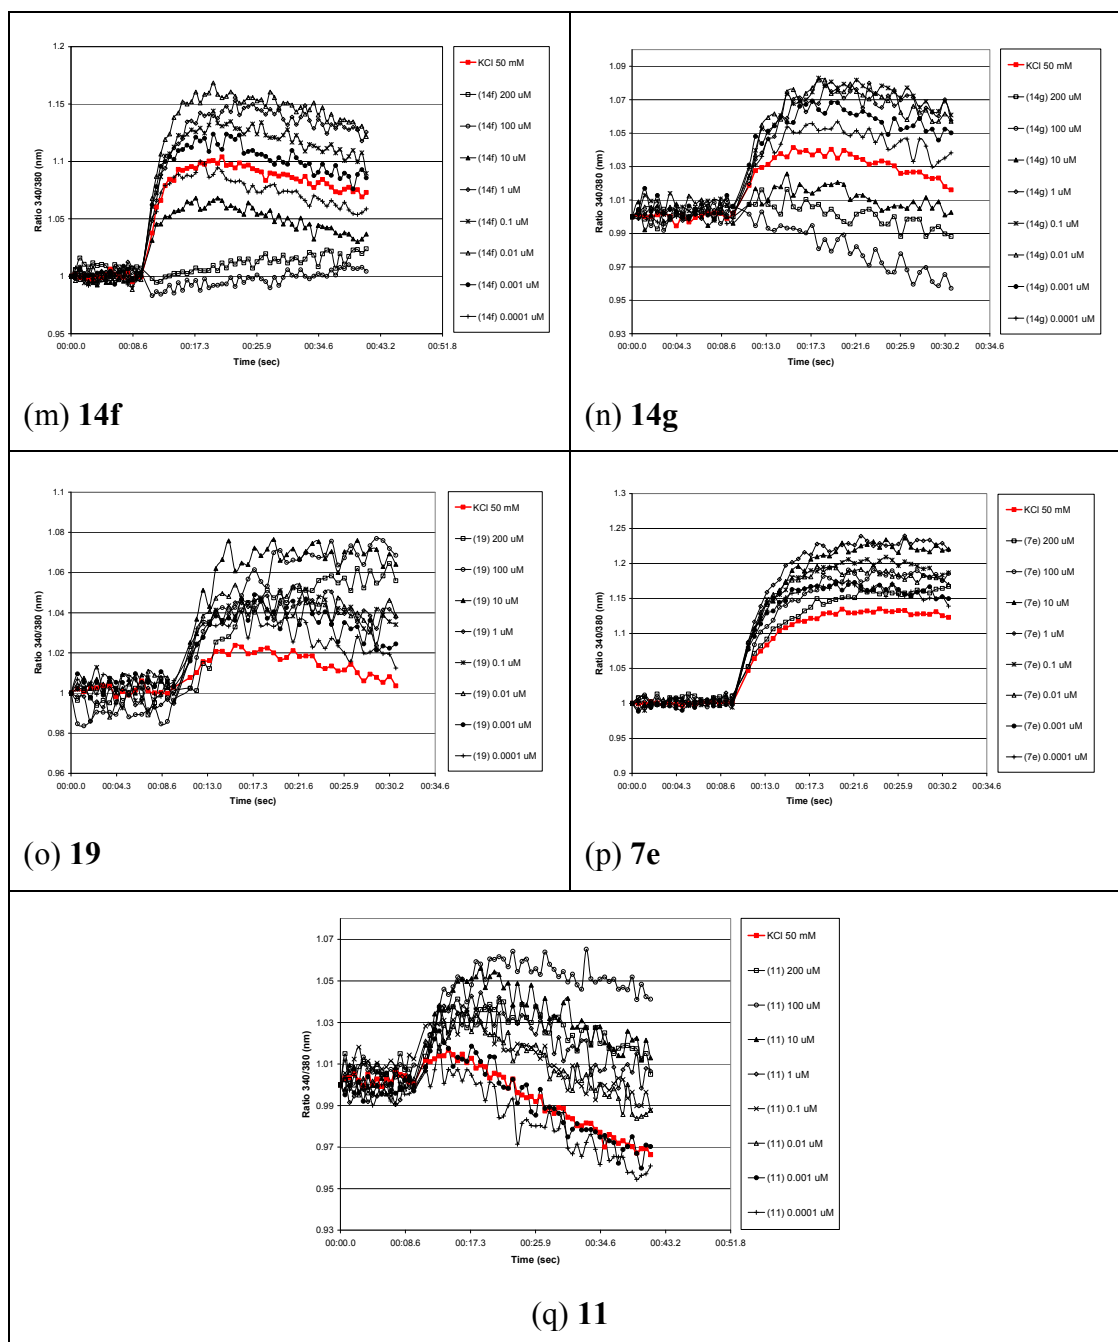 1.2
1.15
1.1
1.05
1
0.95
Ratio 340/380 (nm)
00:00.0 00:08.6 00:17.3 00:25.9 00:34.6 00:43.2 00:51.8
Time (sec)
KCl 50 mM
(14f) 200 uM
(14f) 100 uM
(14f) 10 uM
(14f) 1 uM
(14f) 0.1 uM
(14f) 0.01 uM
(14f) 0.001 uM
(14f) 0.0001 uM
(m) 14f
1.09
1.07
1.05
1.03
1.01
0.99
0.97
0.95
0.93
Ratio 340/380 (nm)
00:00.0 00:04.3 00:08.6 00:13.0 00:17.3 00:21.6 00:25.9 00:30.2 00:34.6
Time (sec)
KCl 50 mM
(14g) 200 uM
(14g) 100 uM
(14g) 10 uM
(14g) 1 uM
(14g) 0.1 uM
(14g) 0.01 uM
(14g) 0.001 uM
(14g) 0.0001 uM
(n) 14g
1.1
1.08
1.06
1.04
1.02
1
0.98
0.96
Ratio 340/380 (nm)
00:00.0 00:04.3 00:08.6 00:13.0 00:17.3 00:21.6 00:25.9 00:30.2 00:34.6
Time (sec)
KCl 50 mM
(19) 200 uM
(19) 100 uM
(19) 10 uM
(19) 1 uM
(19) 0.1 uM
(19) 0.01 uM
(19) 0.001 uM
(19) 0.0001 uM
(o) 19
1.3
1.25
1.2
1.15
1.1
1.05
1
0.95
0.9
Ratio 340/380 (nm)
00:00.0 00:04.3 00:08.6 00:13.0 00:17.3 00:21.6 00:25.9 00:30.2 00:34.6
Time (sec)
KCl 50 mM
(7e) 200 uM
(7e) 100 uM
(7e) 10 uM
(7e) 1 uM
(7e) 0.1 uM
(7e) 0.01 uM
(7e) 0.001 uM
(7e) 0.0001 uM
(p) 7e
1.07
1.05
1.03
1.01
0.99
0.97
0.95
0.93
Ratio 340/380 (nm)
00:00.0 00:08.6 00:17.3 00:25.9 00:34.6 00:43.2 00:51.8
Time (sec)
KCl 50 mM
(11) 200 uM
(11) 100 uM
(11) 10 uM
(11) 1 uM
(11) 0.1 uM
(11) 0.01 uM
(11) 0.001 uM
(11) 0.0001 uM
(q) 11